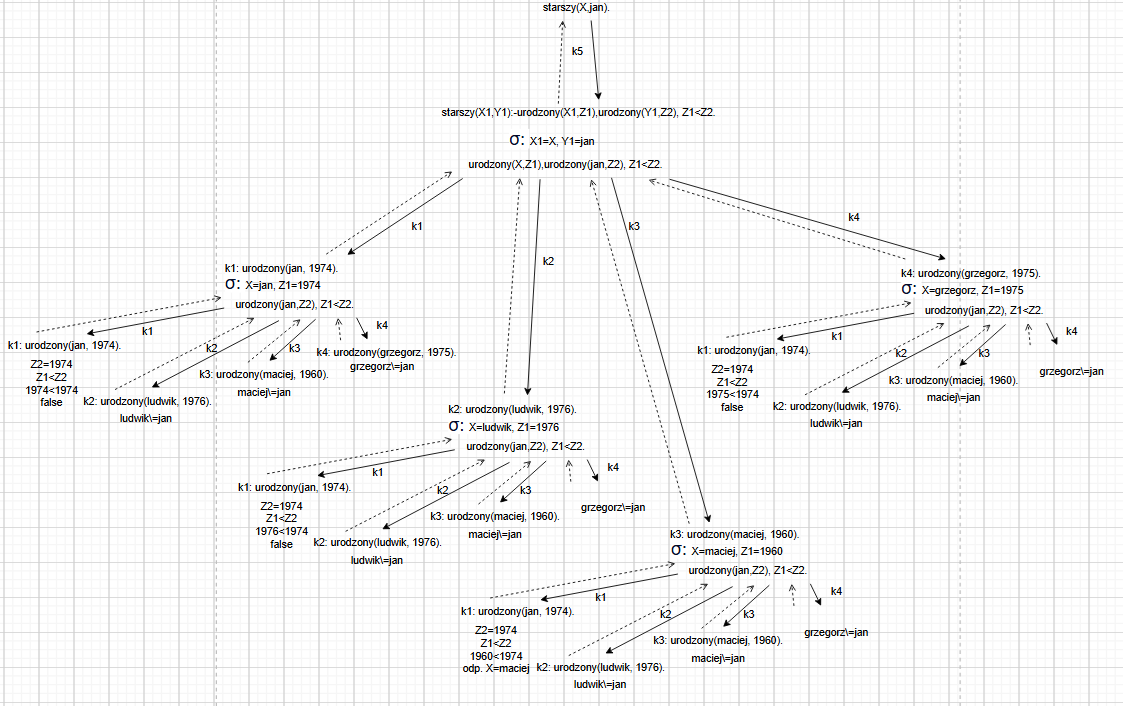 starszy(X,jan).
k5
starszy(X1,Y1):-urodzony(X1,Z1),urodzony(Y1,Z2), Z1<Z2.
σ: X1=X, Y1=jan
urodzony(X,Z1),urodzony(jan,Z2), Z1<Z2.
k1
k2
k3
k4
k1: urodzony(jan, 1974).
σ: X=jan, Z1=1974
urodzony(jan,Z2), Z1<Z2.
k1
k2
k3
k4
k1: urodzony(jan, 1974).
Z2=1974
Z1<Z2
1974<1974
false
k2: urodzony(ludwik, 1976).
ludwik\=jan
k3: urodzony(maciej, 1960).
maciej\=jan
k4: urodzony(grzegorz, 1975).
grzegorz\=jan
k2: urodzony(ludwik, 1976).
σ: X=ludwik, Z1=1976
urodzony(jan,Z2), Z1<Z2.
k1
k2
k3
k4
k1: urodzony(jan, 1974).
Z2=1974
Z1<Z2
1976<1974
false
k2: urodzony(ludwik, 1976).
ludwik\=jan
k3: urodzony(maciej, 1960).
maciej\=jan
grzegorz\=jan
k3: urodzony(maciej, 1960).
σ: X=maciej, Z1=1960
urodzony(jan,Z2), Z1<Z2.
k1
k2
k3
k4
k1: urodzony(jan, 1974).
Z2=1974
Z1<Z2
1960<1974
odp. X=maciej
k2: urodzony(ludwik, 1976).
ludwik\=jan
k3: urodzony(maciej, 1960).
maciej\=jan
grzegorz\=jan
k4: urodzony(grzegorz, 1975).
σ: X=grzegorz, Z1=1975
urodzony(jan,Z2), Z1<Z2.
k1
k2
k3
k4
k1: urodzony(jan, 1974).
Z2=1974
Z1<Z2
1975<1974
false
k2: urodzony(ludwik, 1976).
ludwik\=jan
k3: urodzony(maciej, 1960).
maciej\=jan
grzegorz\=jan